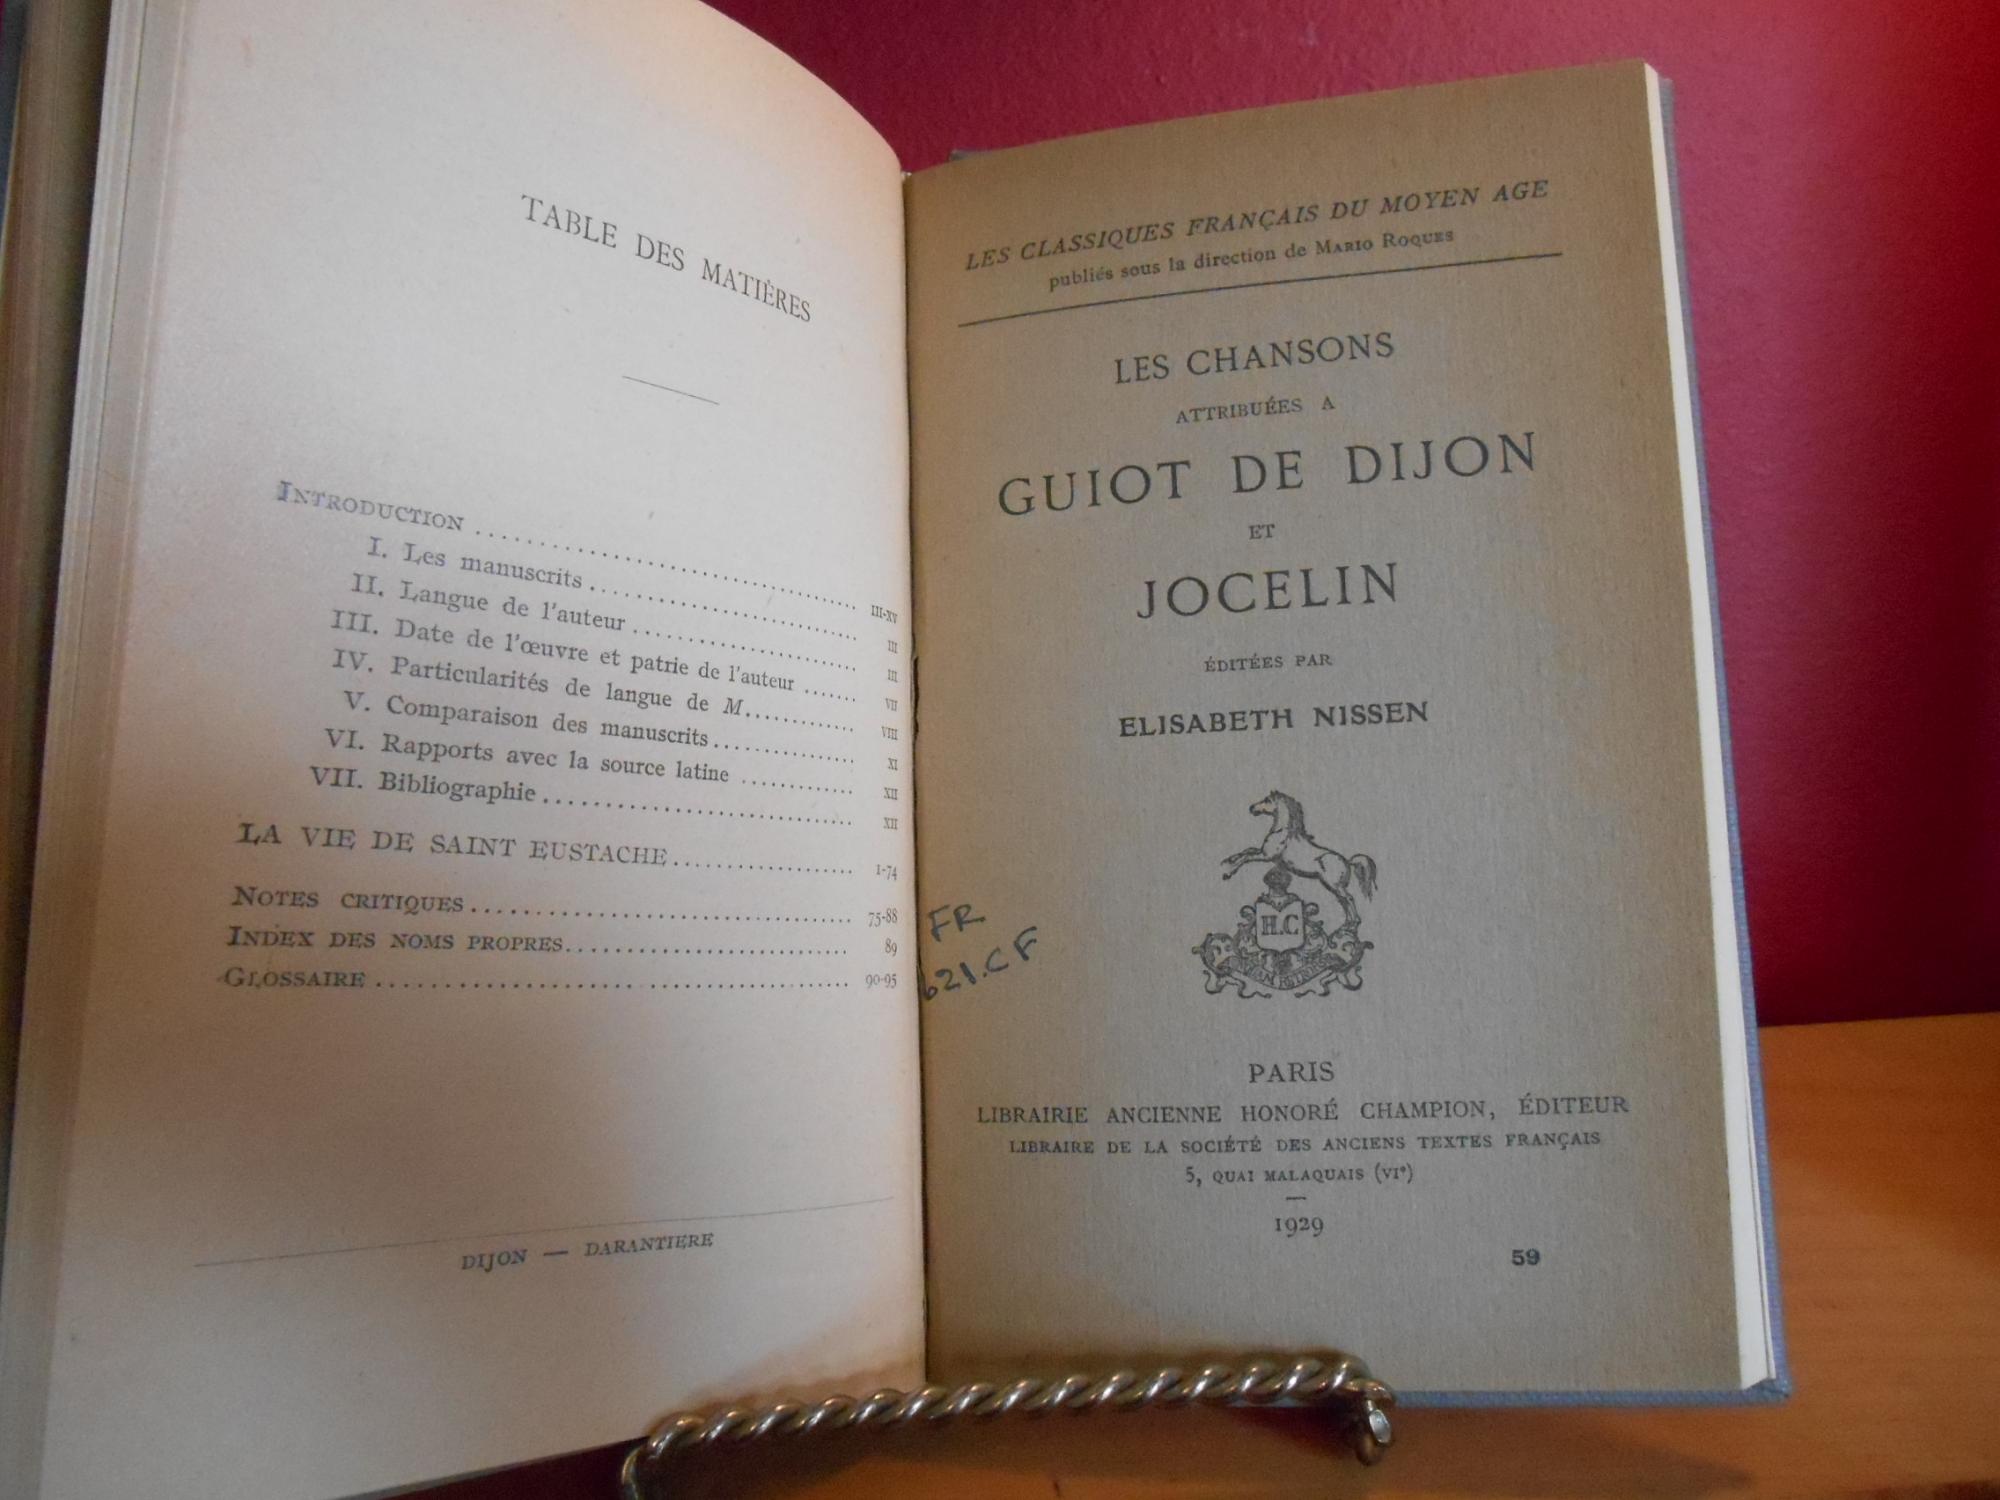 TABLE DES MATIÈRES
INTRODUCTION .......... III-XV
I. Les manuscrits .......... III
II. Langue de l'auteur .......... III
III. Date de l'œuvre et patrie de l'auteur ....... VII
IV. Particularités de langue de M .......... VIII
V. Comparaison des manuscrits .......... XI
VI. Rapports avec la source latine .......... XII
VII. Bibliographie .......... XII
LA VIE DE SAINT EUSTACHE .......... 1-74
NOTES CRITIQUES .......... 75-88
INDEX DES NOMS PROPRES .......... 89
GLOSSAIRE .......... 90-95
DIJON — DARANTIERE
LES CLASSIQUES FRANÇAIS DU MOYEN AGE
publiés sous la direction de MARIO ROQUES
LES CHANSONS
ATTRIBUÉES A
GUIOT DE DIJON
ET
JOCELIN
ÉDITÉES PAR
ELISABETH NISSEN
H.C
FR
621.CF
PARIS
LIBRAIRIE ANCIENNE HONORÉ CHAMPION, ÉDITEUR
LIBRAIRE DE LA SOCIÉTÉ DES ANCIENS TEXTES FRANÇAIS
5, QUAI MALAQUAIS (VIe)
1929
59